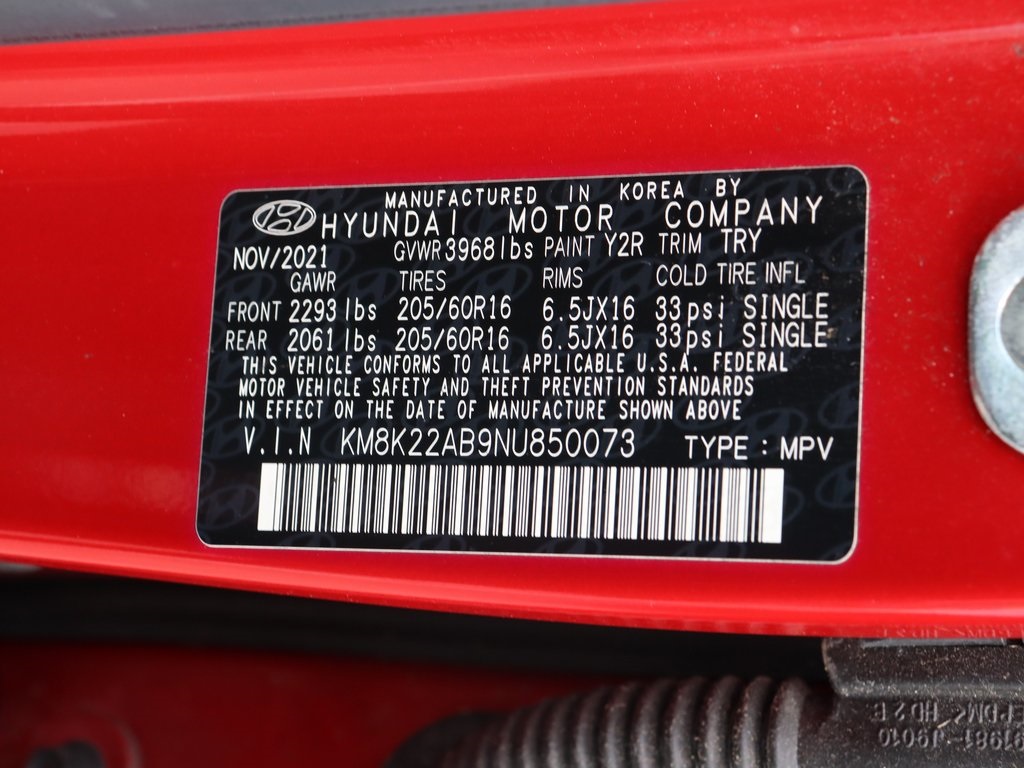 MANUFACTURED IN KOREA BY
HYUNDAI MOTOR COMPANY
NOV/2021 GVWR 3968 lbs PAINT Y2R TRIM TRY
GAWR TIRES RIMS COLD TIRE INFL
FRONT 2293 lbs 205/60R16 6.5JX16 33psi SINGLE
REAR 2061 lbs 205/60R16 6.5JX16 33psi SINGLE
THIS VEHICLE CONFORMS TO ALL APPLICABLE U.S.A. FEDERAL
MOTOR VEHICLE SAFETY AND THEFT PREVENTION STANDARDS
IN EFFECT ON THE DATE OF MANUFACTURE SHOWN ABOVE
V.I.N KM8K22AB9NU850073 TYPE : MPV
91981-J9010